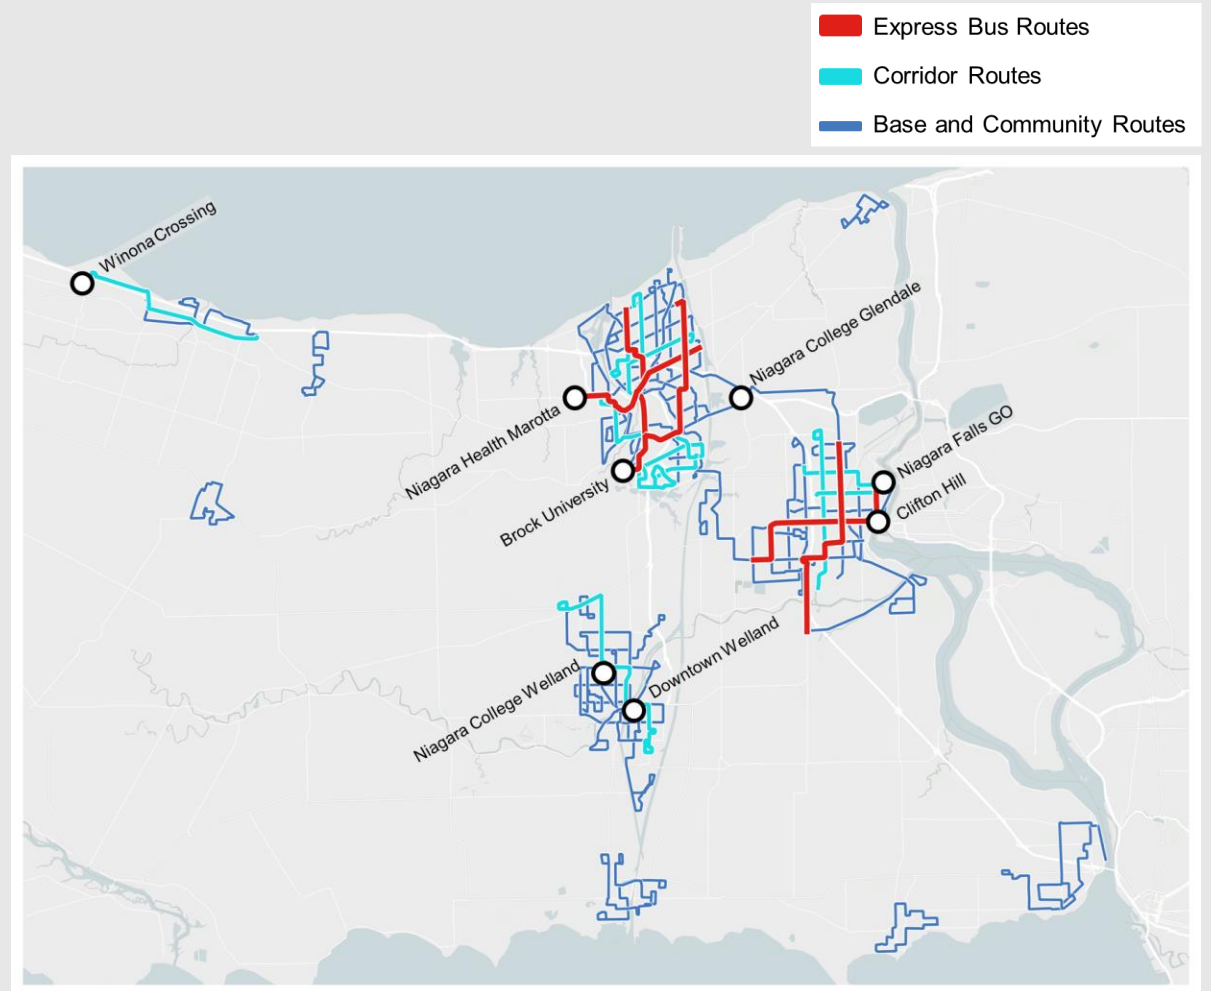 Express Bus Routes
Corridor Routes
Base and Community Routes
Winona Crossing
Niagara College Glendale
Niagara Health Marotta
Niagara Falls GO
Clifton Hill
Brock University
Downtown Welland
Niagara College Welland